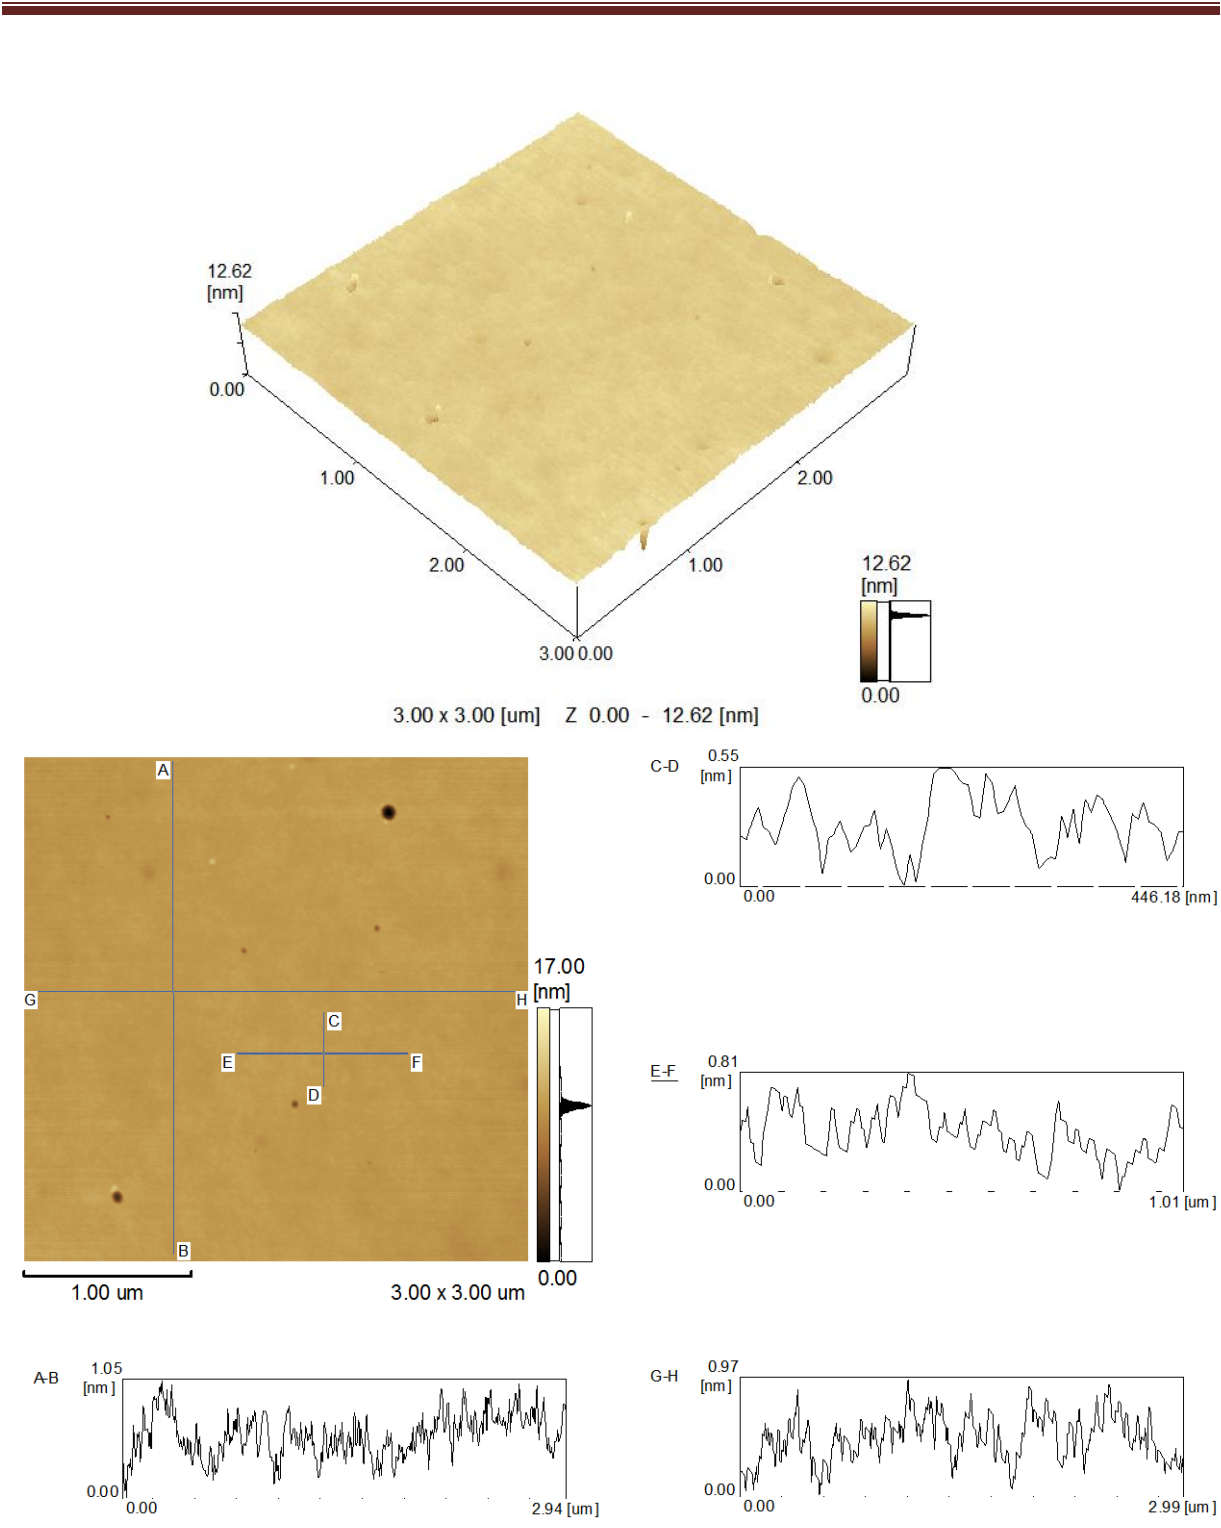 12.62
[nm]
0.00
1.00
2.00
2.00
1.00
3.00 0.00
12.62
[nm]
0.00
3.00 x 3.00 [um] Z 0.00 - 12.62 [nm]
A
G
H
C
E
F
D
B
17.00
[nm]
0.00
1.00 um
3.00 x 3.00 um
C-D
0.55
[nm]
0.00
0.00
446.18 [nm]
E-F
0.81
[nm]
0.00
0.00
1.01 [um]
A-B
1.05
[nm]
0.00
0.00
2.94 [um]
G-H
0.97
[nm]
0.00
0.00
2.99 [um]